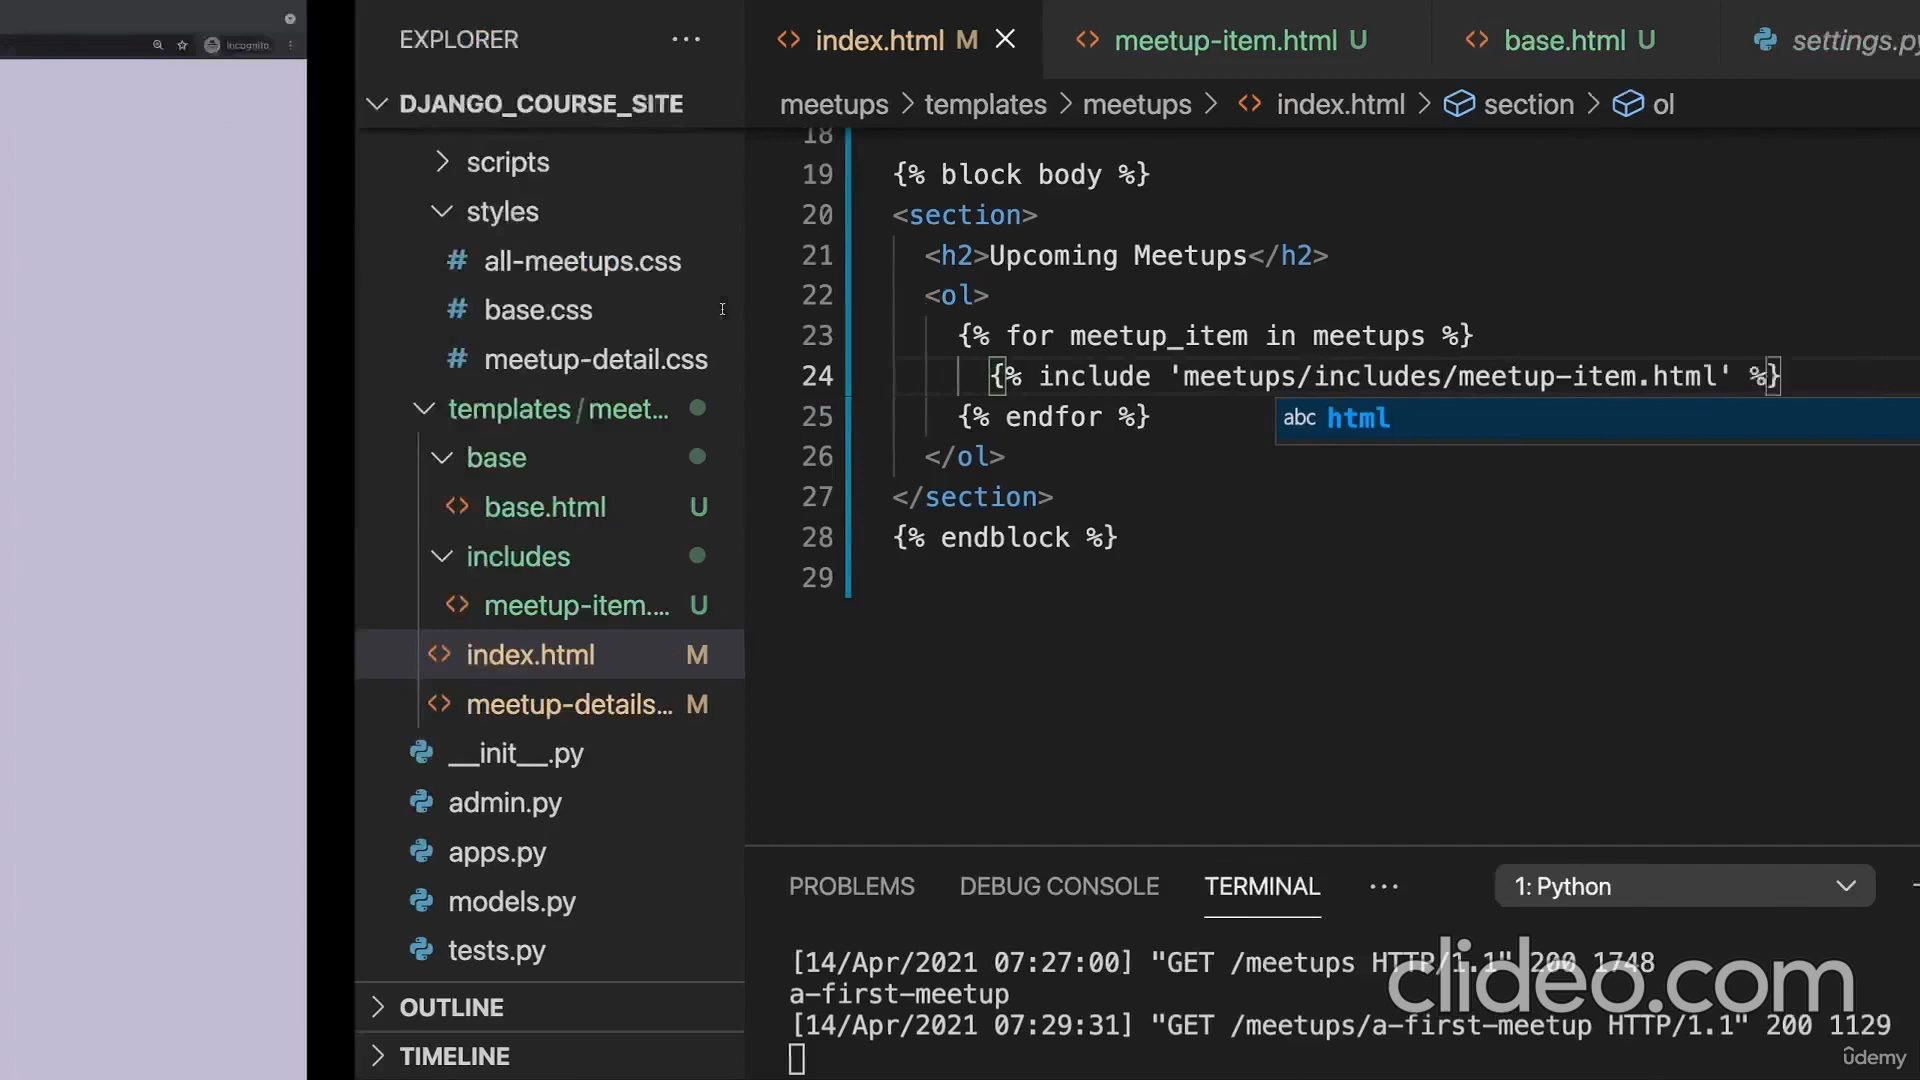 Incognito
EXPLORER
DJANGO_COURSE_SITE
scripts
styles
# all-meetups.css
# base.css
# meetup-detail.css
templates / meet...
base
base.html U
includes
meetup-item.... U
index.html M
meetup-details... M
__init__.py
admin.py
apps.py
models.py
tests.py
OUTLINE
TIMELINE
index.html M
meetup-item.html U
base.html U
settings.py
meetups > templates > meetups > index.html > section > ol
18
19 {% block body %}
20 <section>
21 <h2>Upcoming Meetups</h2>
22 <ol>
23 {% for meetup_item in meetups %}
24 {% include 'meetups/includes/meetup-item.html' %}
abc html
25 {% endfor %}
26 </ol>
27 </section>
28 {% endblock %}
29
PROBLEMS DEBUG CONSOLE TERMINAL ... 1: Python
[14/Apr/2021 07:27:00] "GET /meetups HTTP/1.1" 200 1748
a-first-meetup
[14/Apr/2021 07:29:31] "GET /meetups/a-first-meetup HTTP/1.1" 200 1129
clideo.com
ûdemy